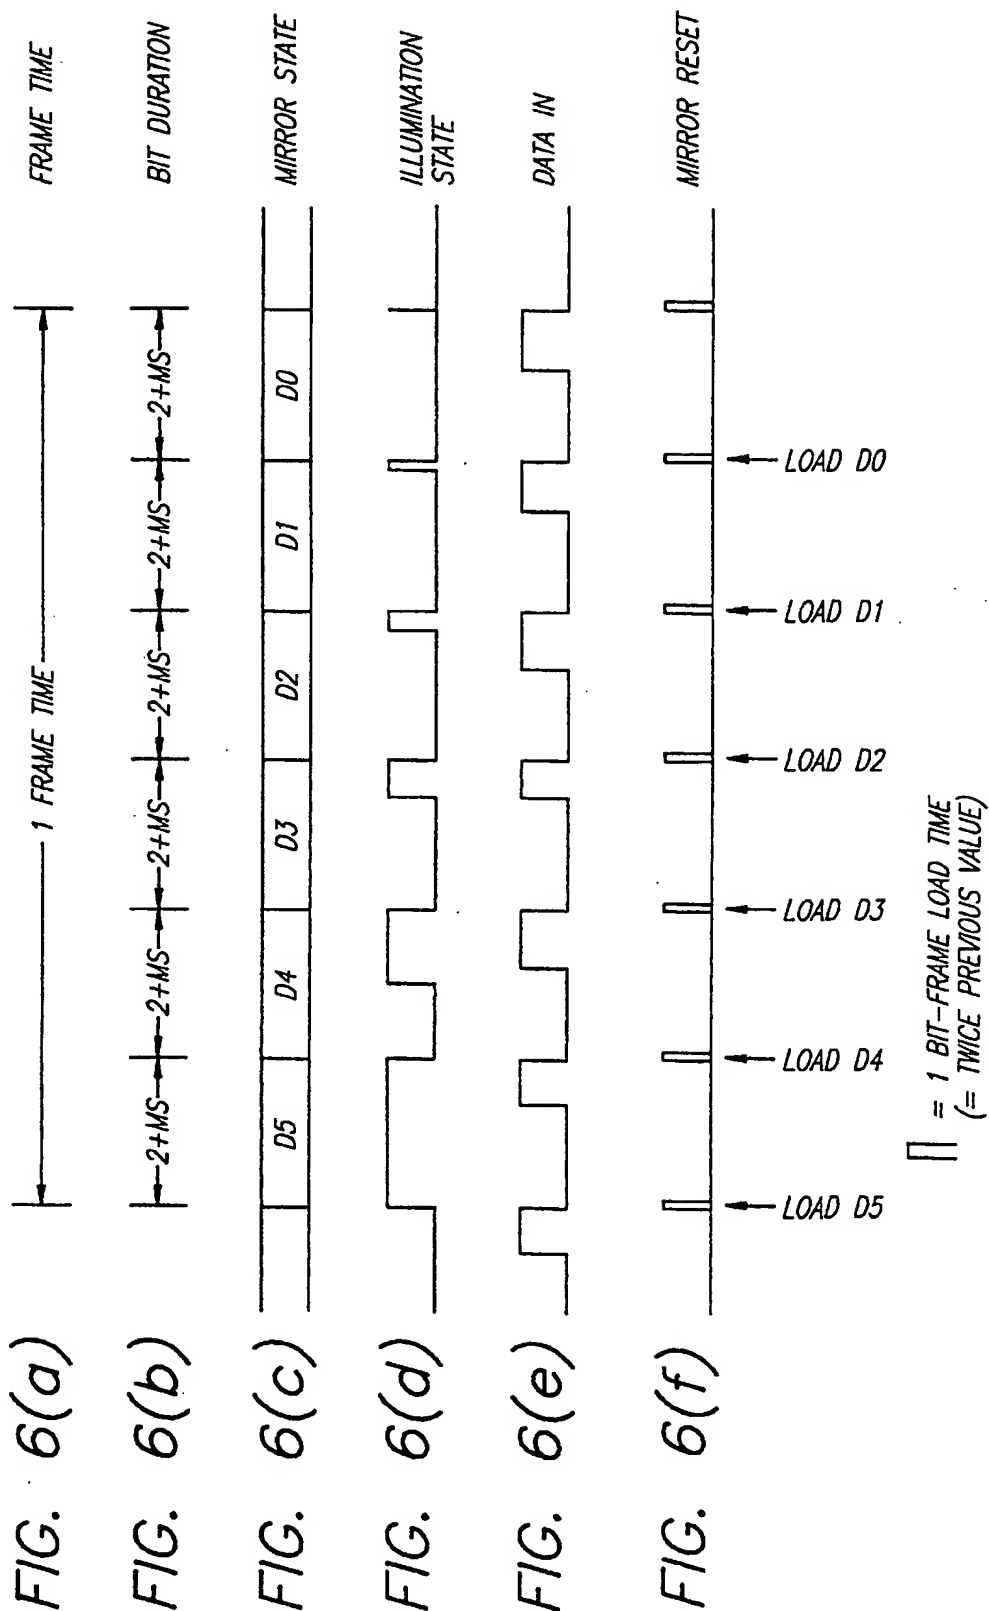 FIG. 6(a)
1 FRAME TIME
FRAME TIME
FIG. 6(b)
2+MS
2+MS
2+MS
2+MS
2+MS
2+MS
BIT DURATION
FIG. 6(c)
D5
D4
D3
D2
D1
D0
MIRROR STATE
FIG. 6(d)
ILLUMINATION
STATE
FIG. 6(e)
DATA IN
FIG. 6(f)
MIRROR RESET
LOAD D5
LOAD D4
LOAD D3
LOAD D2
LOAD D1
LOAD D0
= 1 BIT-FRAME LOAD TIME
(= TWICE PREVIOUS VALUE)